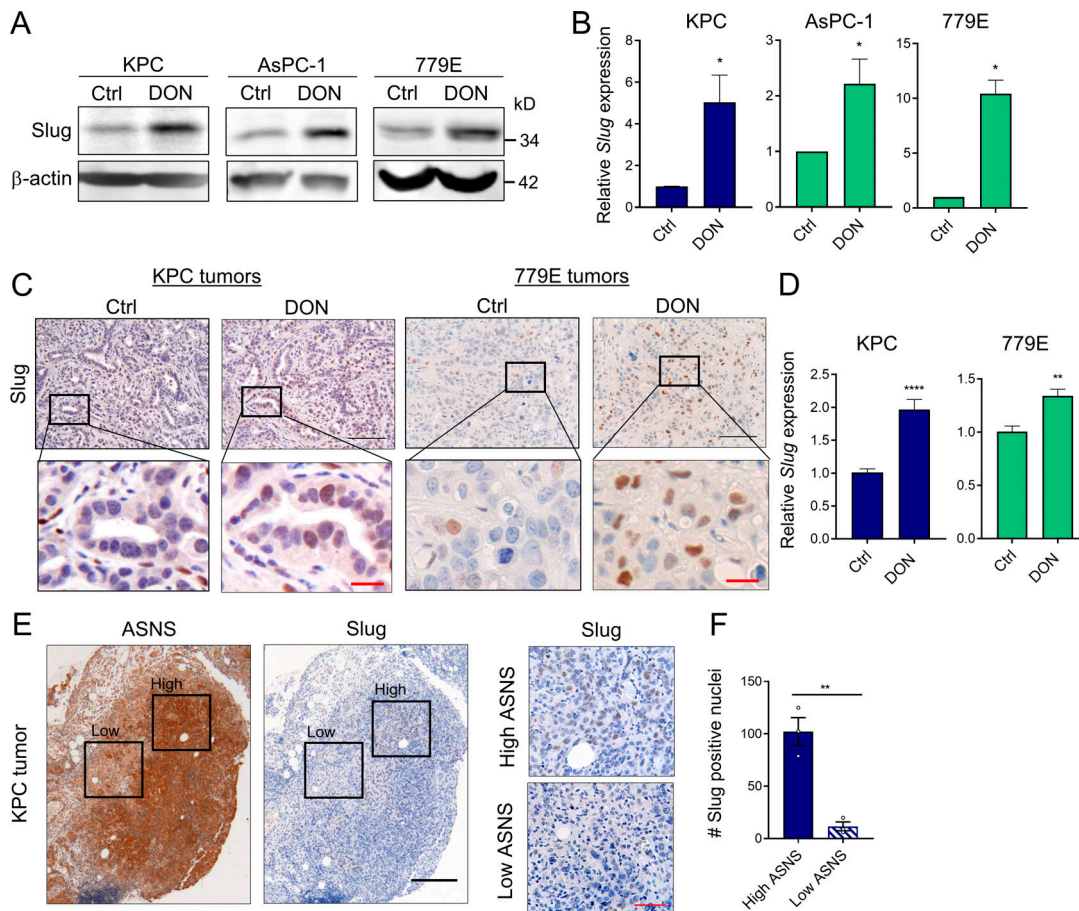 A
KPC AsPC-1 779E
Ctrl DON Ctrl DON Ctrl DON kD
Slug
34
β-actin
42
B
KPC AsPC-1 779E
Relative Slug expression
8
6
4
2
0
*
Ctrl DON
3
2
1
0
*
Ctrl DON
15
10
5
0
*
Ctrl DON
C
KPC tumors 779E tumors
Ctrl DON Ctrl DON
Slug
D
KPC 779E
Relative Slug expression
2.5
2.0
1.5
1.0
0.5
0.0
****
Ctrl DON
1.5
1.0
0.5
0.0
**
Ctrl DON
E
ASNS Slug Slug
KPC tumor
High
Low
High
Low
High ASNS
Low ASNS
F
# Slug positive nuclei
150
100
50
0
**
High ASNS Low ASNS